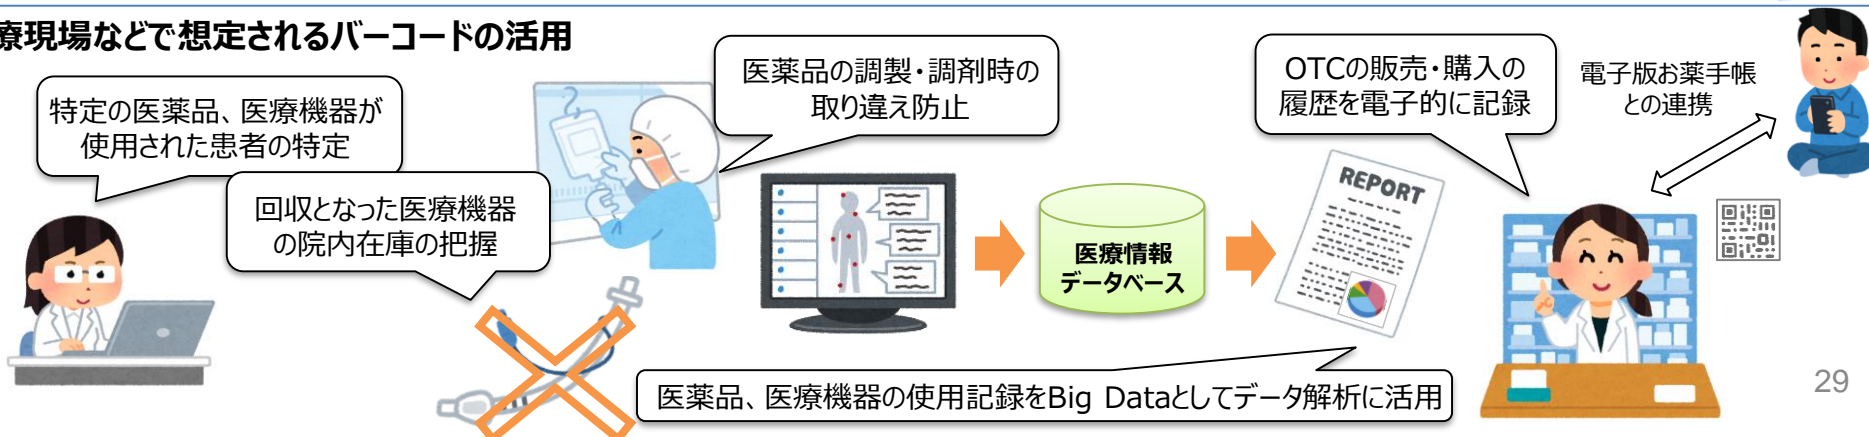 療現場などで想定されるバーコードの活用
特定の医薬品、医療機器が
使用された患者の特定
回収となった医療機器
の院内在庫の把握
医薬品の調製・調剤時の
取り違え防止
医療情報
データベース
REPORT
OTCの販売・購入の
履歴を電子的に記録
電子版お薬手帳
との連携
医薬品、医療機器の使用記録をBig Dataとしてデータ解析に活用
29